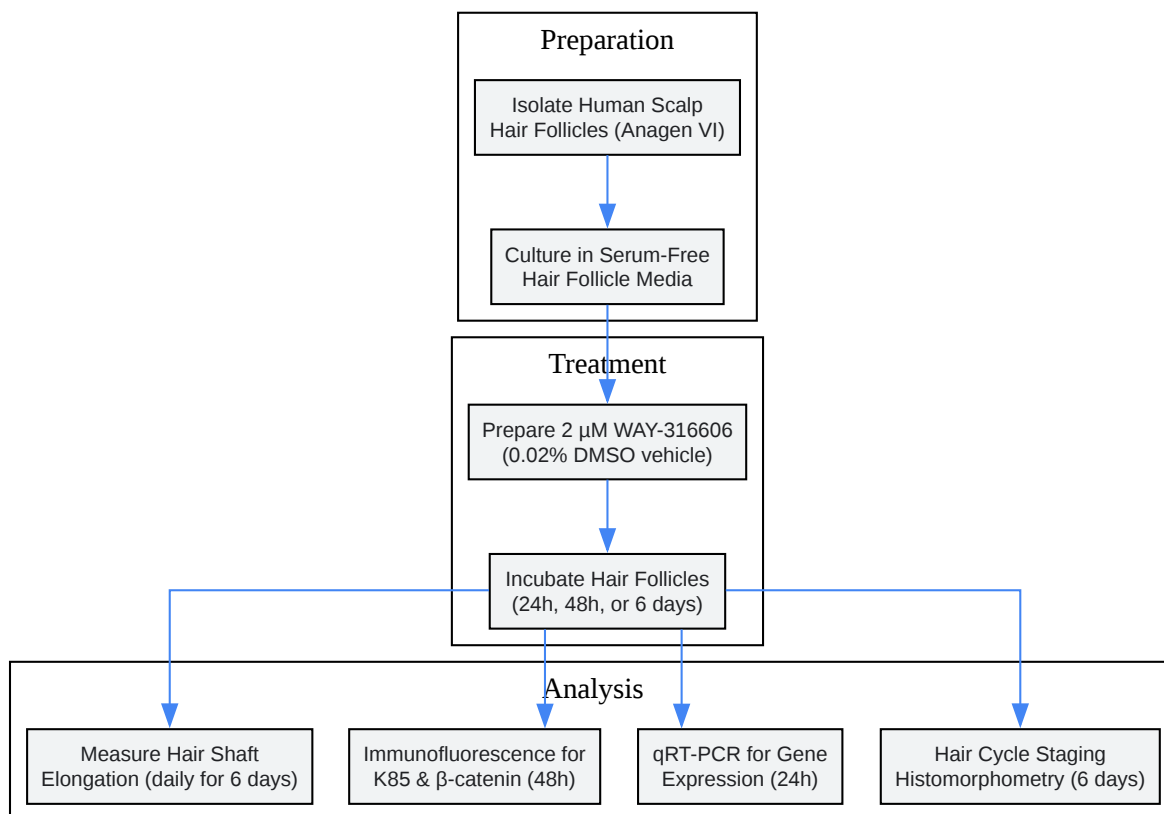 Preparation
Isolate Human Scalp
Hair Follicles (Anagen VI)
Culture in Serum-Free
Hair Follicle Media
Treatment
Prepare 2 µM WAY-316606
(0.02% DMSO vehicle)
Incubate Hair Follicles
(24h, 48h, or 6 days)
Analysis
Measure Hair Shaft
Elongation (daily for 6 days)
Immunofluorescence for
K85 & β-catenin (48h)
qRT-PCR for Gene
Expression (24h)
Hair Cycle Staging
Histomorphometry (6 days)